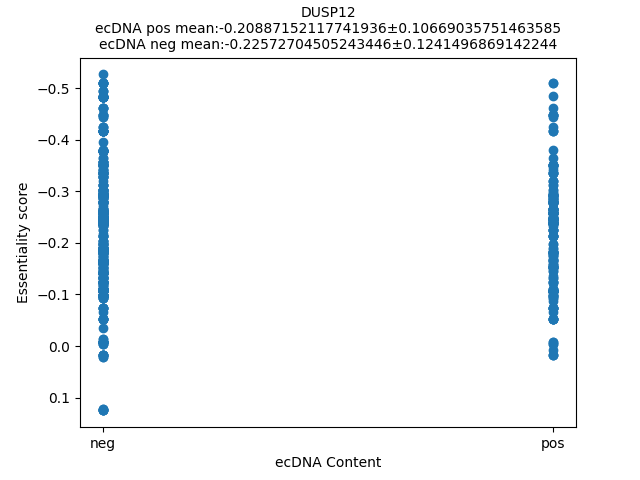 DUSP12
ecDNA pos mean:-0.20887152117741936±0.10669035751463585
ecDNA neg mean:-0.22572704505243446±0.1241496869142244
−0.5
−0.4
−0.3
−0.2
−0.1
0.0
0.1
Essentiality score
neg
pos
ecDNA Content